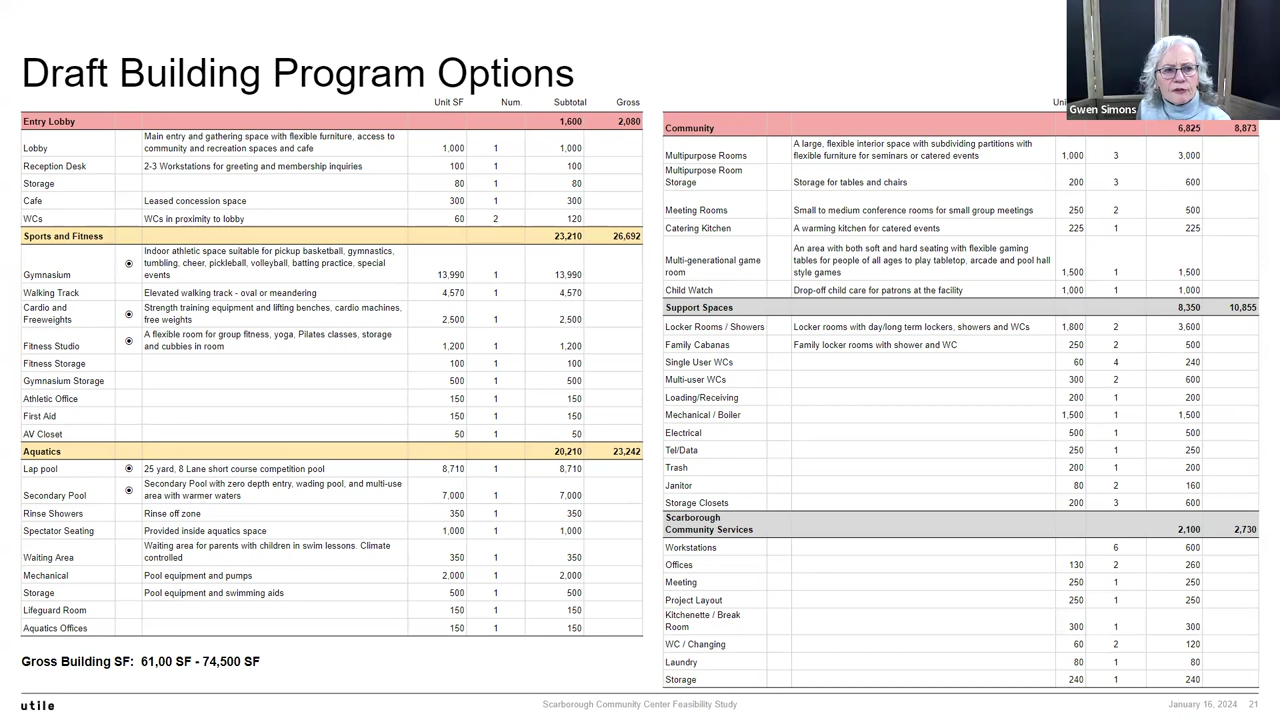 Draft Building Program Options
Unit SF Num. Subtotal Gross
Entry Lobby 1,600 2,080
Main entry and gathering space with flexible furniture, access to
Lobby community and recreation spaces and cafe 1,000 1 1,000
Reception Desk 2-3 Workstations for greeting and membership inquiries 100 1 100
Storage 80 1 80
Cafe Leased concession space 300 1 300
WCs WCs in proximity to lobby 60 2 120
Sports and Fitness 23,210 26,692
Indoor athletic space suitable for pickup basketball, gymnastics,
tumbling, cheer, pickleball, volleyball, batting practice, special
Gymnasium events 13,990 1 13,990
Walking Track Elevated walking track - oval or meandering 4,570 1 4,570
Cardio and Strength training equipment and lifting benches, cardio machines,
Freeweights free weights 2,500 1 2,500
A flexible room for group fitness, yoga, Pilates classes, storage
Fitness Studio and cubbies in room 1,200 1 1,200
Fitness Storage 100 1 100
Gymnasium Storage 500 1 500
Athletic Office 150 1 150
First Aid 150 1 150
AV Closet 50 1 50
Aquatics 20,210 23,242
Lap pool 25 yard, 8 Lane short course competition pool 8,710 1 8,710
Secondary Pool with zero depth entry, wading pool, and multi-use
Secondary Pool area with warmer waters 7,000 1 7,000
Rinse Showers Rinse off zone 350 1 350
Spectator Seating Provided inside aquatics space 1,000 1 1,000
Waiting area for parents with children in swim lessons. Climate
Waiting Area controlled 350 1 350
Mechanical Pool equipment and pumps 2,000 1 2,000
Storage Pool equipment and swimming aids 500 1 500
Lifeguard Room 150 1 150
Aquatics Offices 150 1 150
Gross Building SF: 61,00 SF - 74,500 SF
Gwen Simons
Community 6,825 8,873
A large, flexible interior space with subdividing partitions with
Multipurpose Rooms flexible furniture for seminars or catered events 1,000 3 3,000
Multipurpose Room
Storage Storage for tables and chairs 200 3 600
Meeting Rooms Small to medium conference rooms for small group meetings 250 2 500
Catering Kitchen A warming kitchen for catered events 225 1 225
An area with both soft and hard seating with flexible gaming
Multi-generational game tables for people of all ages to play tabletop, arcade and pool hall
room style games 1,500 1 1,500
Child Watch Drop-off child care for patrons at the facility 1,000 1 1,000
Support Spaces 8,350 10,855
Locker Rooms / Showers Locker rooms with day/long term lockers, showers and WCs 1,800 2 3,600
Family Cabanas Family locker rooms with shower and WC 250 2 500
Single User WCs 60 4 240
Multi-user WCs 300 2 600
Loading/Receiving 200 1 200
Mechanical / Boiler 1,500 1 1,500
Electrical 500 1 500
Tel/Data 250 1 250
Trash 200 1 200
Janitor 80 2 160
Storage Closets 200 3 600
Scarborough
Community Services 2,100 2,730
Workstations 6 600
Offices 130 2 260
Meeting 250 1 250
Project Layout 250 1 250
Kitchenette / Break
Room 300 1 300
WC / Changing 60 2 120
Laundry 80 1 80
Storage 240 1 240
utile Scarborough Community Center Feasibility Study January 16, 2024 21